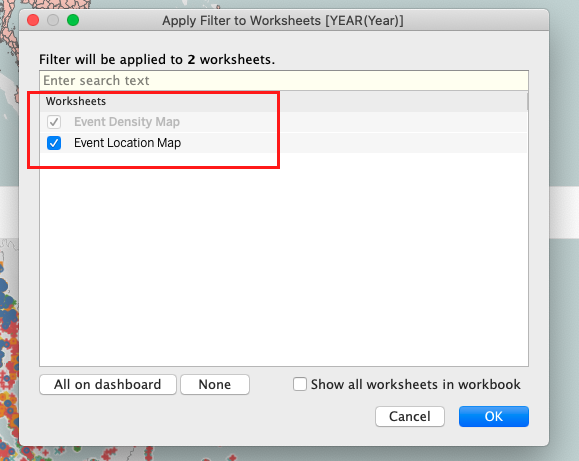 Apply Filter to Worksheets [YEAR(Year)]
Filter will be applied to 2 worksheets.
Enter search text
Worksheets
Event Density Map
Event Location Map
All on dashboard None Show all worksheets in workbook
Cancel OK